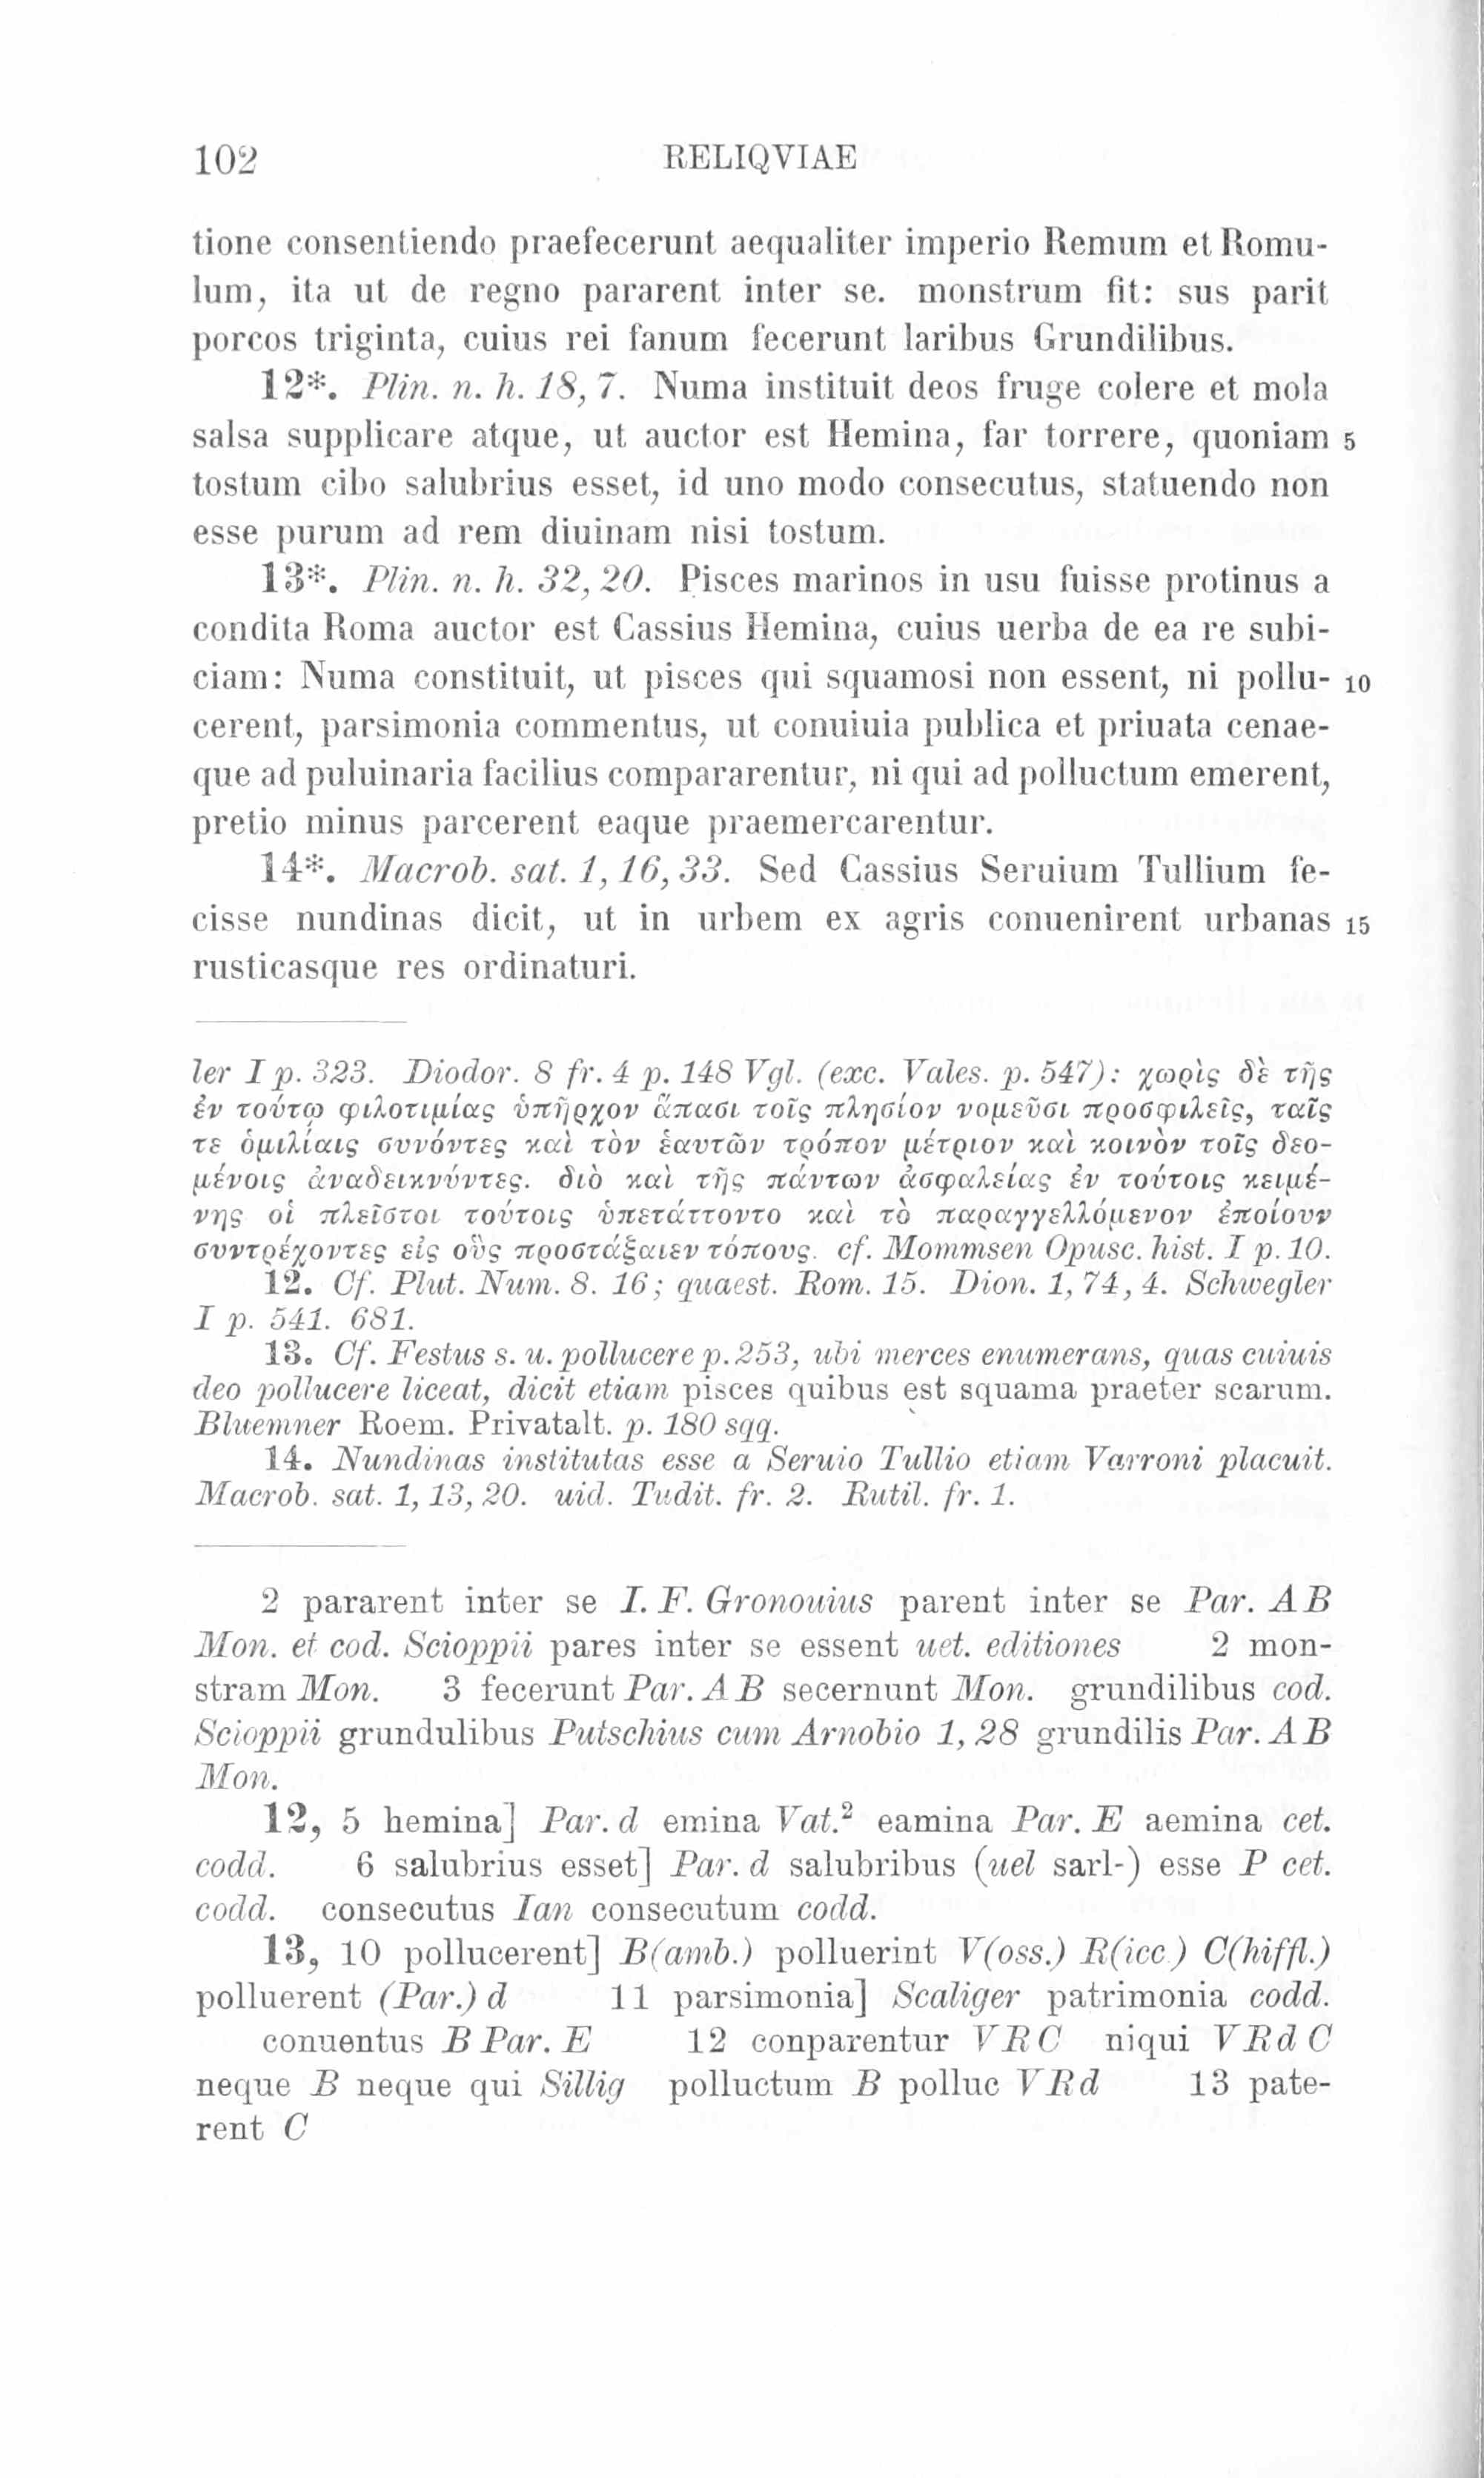 102 RELIQVIAE
tione consentiendo praefecerunt aequaliter imperio Remum et Romu-
lum, ita ut de regno pararent inter se. monstrum fit: sus parit
porcos triginta, cuius rei fanum fecerunt laribus Grundilibus.
12*. Plin. n. h. 18, 7. Numa instituit deos fruge colere et mola
salsa supplicare atque, ut auctor est Hemina, far torrere, quoniam 5
tostum cibo salubrius esset, id uno modo consecutus, statuendo non
esse purum ad rem diuinam nisi tostum.
13*. Plin. n. h. 32, 20. Pisces marinos in usu fuisse protinus a
condita Roma auctor est Cassius Hemina, cuius uerba de ea re subi-
ciam: Numa constituit, ut pisces qui squamosi non essent, ni pollu- 10
cerent, parsimonia commentus, ut conuiuia publica et priuata cenae-
que ad puluinaria facilius compararentur, ni qui ad polluctum emerent,
pretio minus parcerent eaque praemercarentur.
14*. Macrob. sat. 1, 16, 33. Sed Cassius Seruium Tullium fe-
cisse nundinas dicit, ut in urbem ex agris conuenirent urbanas 15
rusticasque res ordinaturi.
ler I p. 323. Diodor. 8 fr. 4 p. 148 Vgl. (exc. Vales. p. 547): χωρὶς δὲ τῆς
ἐν τούτῳ φιλοτιμίας ὑπῆρχον ἅπασι τοῖς πλησίον νομεῦσι προσφιλεῖς, ταῖς
τε ὁμιλίαις συνόντες καὶ τὸν ἑαυτῶν τρόπον μέτριον καὶ κοινὸν τοῖς δεο-
μένοις ἀναδεικνύντες. διὸ καὶ τῆς πάντων ἀσφαλείας ἐν τούτοις κειμέ-
νης οἱ πλεῖστοι τούτοις ὑπετάττοντο καὶ τὸ παραγγελλόμενον ἐποίουν
συντρέχοντες εἰς οὓς προστάξαιεν τόπους. cf. Mommsen Opusc. hist. I p. 10.
12. Cf. Plut. Num. 8. 16; quaest. Rom. 15. Dion. 1, 74, 4. Schwegler
I p. 541. 681.
13. Cf. Festus s. u. pollucere p. 253, ubi merces enumerans, quas cuiuis
deo pollucere liceat, dicit etiam pisces quibus est squama praeter scarum.
Bluemner Roem. Privatalt. p. 180 sqq.
14. Nundinas institutas esse a Seruio Tullio etiam Varroni placuit.
Macrob. sat. 1, 13, 20. uid. Tudit. fr. 2. Rutil. fr. 1.
2 pararent inter se I. F. Gronouius parent inter se Par. A B
Mon. et cod. Scioppii pares inter se essent uet. editiones 2 mon-
stram Mon. 3 fecerunt Par. A B secernunt Mon. grundilibus cod.
Scioppii grundulibus Putschius cum Arnobio 1, 28 grundilis Par. A B
Mon.
12, 5 hemina] Par. d emina Vat.² eamina Par. E aemina cet.
codd. 6 salubrius esset] Par. d salubribus (uel sarl-) esse P cet.
codd. consecutus Ian consecutum codd.
13, 10 pollucerent] B(amb.) polluerint V(oss.) R(icc.) C(hiffl.)
polluerent (Par.) d 11 parsimonia] Scaliger patrimonia codd.
conuentus B Par. E 12 conparentur V R C niqui V R d C
neque B neque qui Sillig polluctum B polluc V R d 13 pate-
rent C